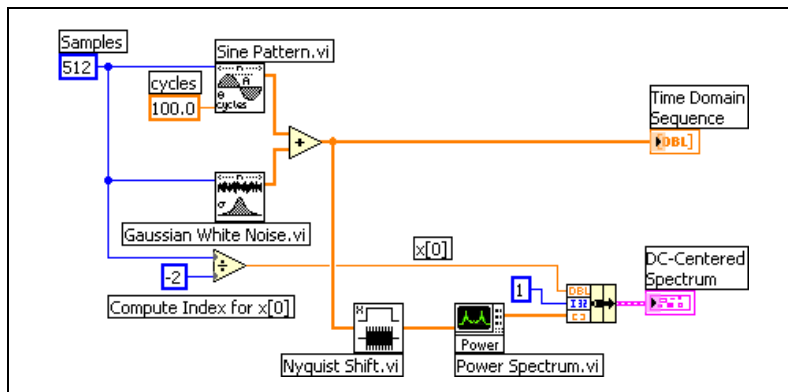 Samples
512
Sine Pattern.vi
cycles
100.0
n
A
θ
cycles
+
Time Domain
Sequence
DBL
n
σ
Gaussian White Noise.vi
x[0]
÷
-2
Compute Index for x[0]
DC-Centered
Spectrum
1
DBL
I32
[ ]
x
Power
Nyquist Shift.vi
Power Spectrum.vi